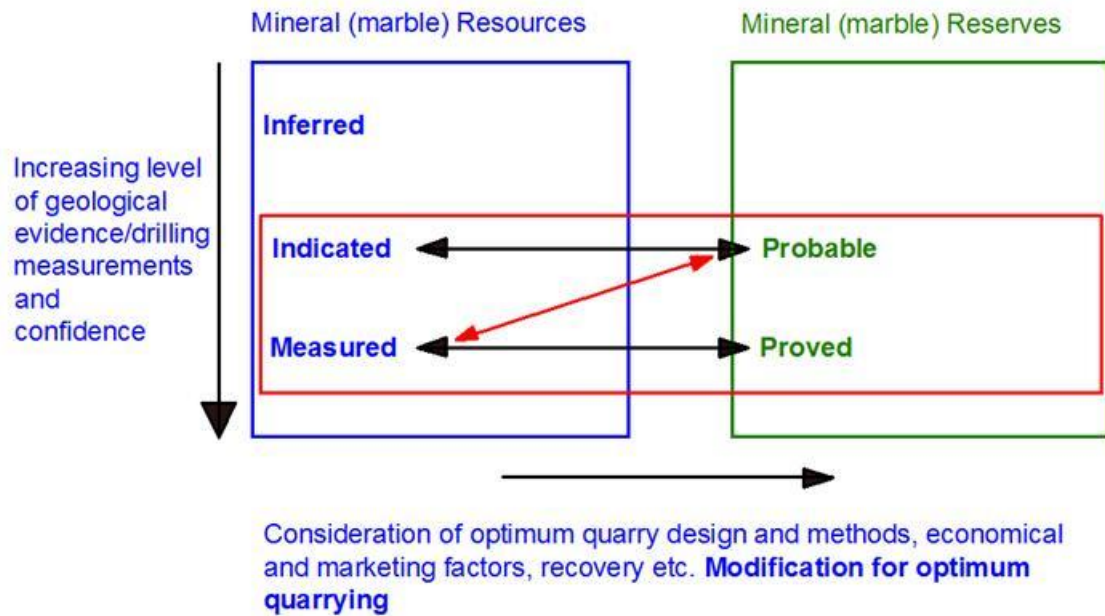 Mineral (marble) Resources
Mineral (marble) Reserves
Inferred
Increasing level
of geological
evidence/drilling
measurements
and
confidence
Indicated
Probable
Measured
Proved
Consideration of optimum quarry design and methods, economical
and marketing factors, recovery etc. Modification for optimum
quarrying